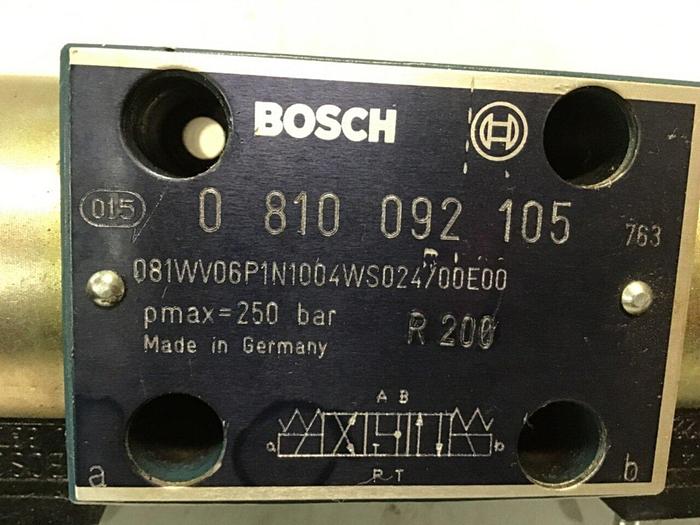 BOSCH
015 0 810 092 105 763
081WV06P1N1004WS024/00E00
pmax=250 bar R 200
Made in Germany
A B
a b
P T
a b